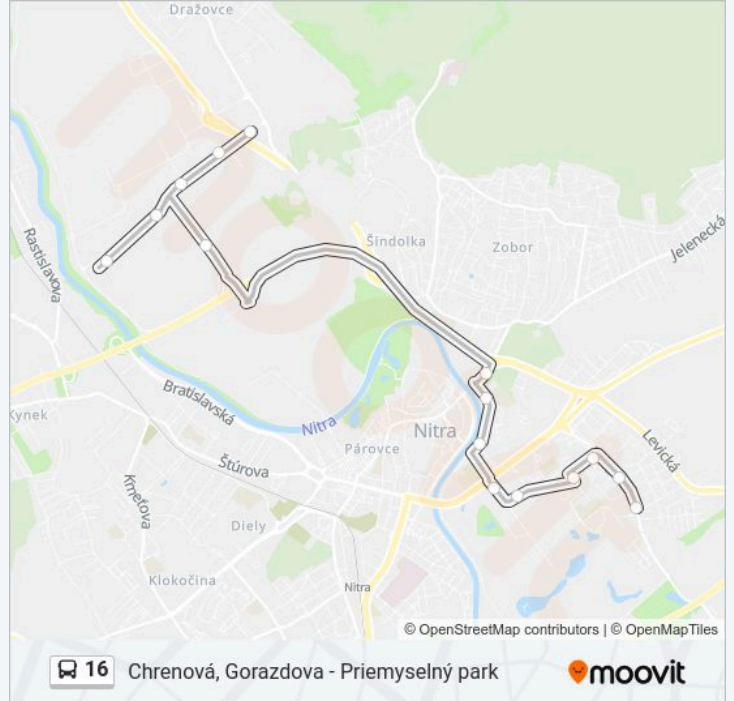 Dražovce
Šindolka
Zobor
Jelenecká
Rastislavova
Bratislavská
Nitra
Nitra
Párovce
Kynek
Štúrova
Levická
Kmeťova
Diely
Klokočina
Nitra
© OpenStreetMap contributors | © OpenMapTiles
16 Chrenová, Gorazdova - Priemyselný park moovit